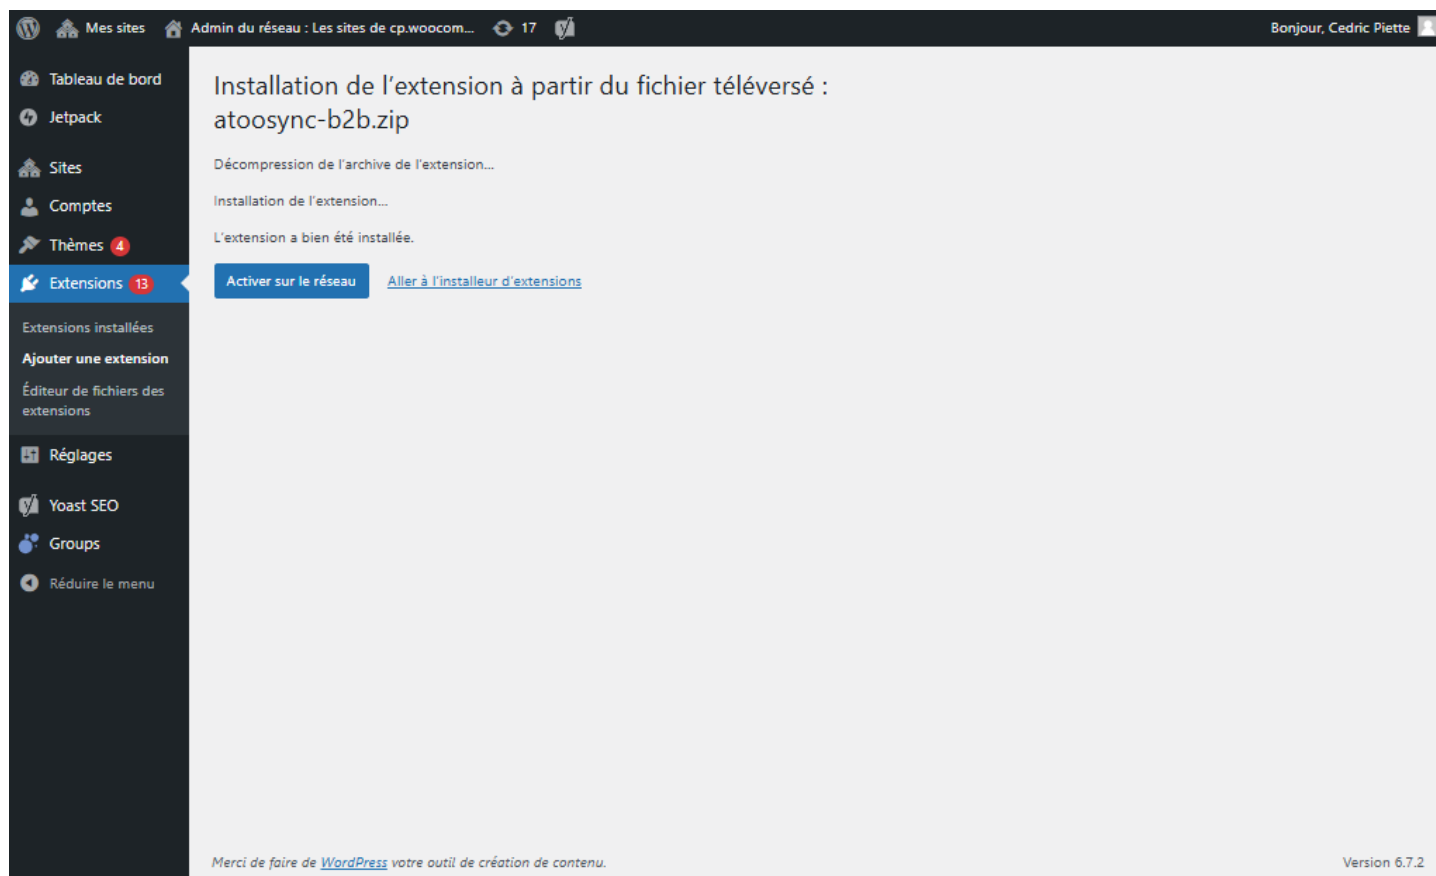 Mes sites
Admin du réseau : Les sites de cp.woocom...
17
Bonjour, Cedric Piette
Tableau de bord
Jetpack
Sites
Comptes
Thèmes 4
Extensions 13
Extensions installées
Ajouter une extension
Éditeur de fichiers des
extensions
Réglages
Yoast SEO
Groups
Réduire le menu
Installation de l’extension à partir du fichier téléversé :
atoosync-b2b.zip
Décompression de l’archive de l’extension…
Installation de l’extension…
L’extension a bien été installée.
Activer sur le réseau
Aller à l’installeur d’extensions
Merci de faire de WordPress votre outil de création de contenu.
Version 6.7.2